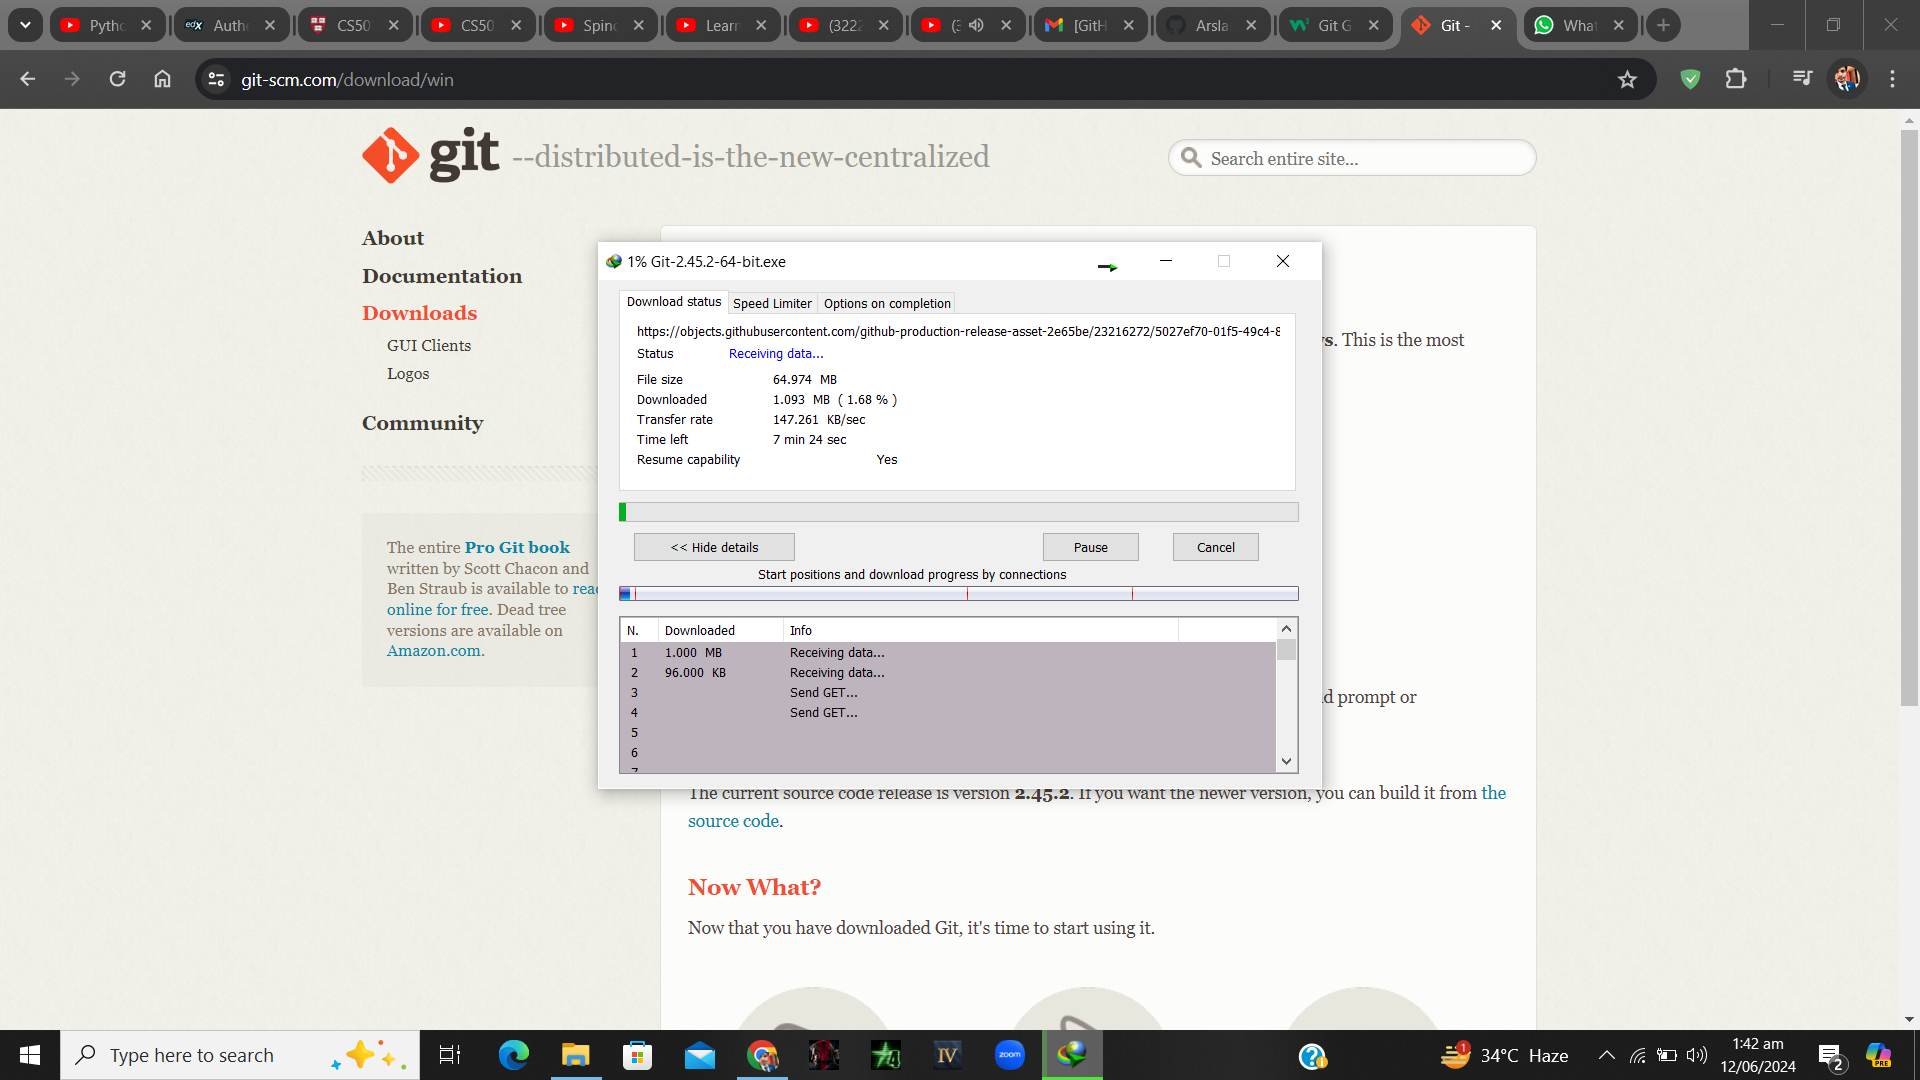 Pytho
Authe
CS50
CS50
Spinc
Learn
(3222
(3
[GitH
Arsla
Git G
Git -
What
git-scm.com/download/win
git --distributed-is-the-new-centralized
Search entire site...
About
Documentation
Downloads
GUI Clients
Logos
Community
The entire Pro Git book
written by Scott Chacon and
Ben Straub is available to read
online for free. Dead tree
versions are available on
Amazon.com.
1% Git-2.45.2-64-bit.exe
Download status
Speed Limiter
Options on completion
https://objects.githubusercontent.com/github-production-release-asset-2e65be/23216272/5027ef70-01f5-49c4-8
Status Receiving data...
File size 64.974 MB
Downloaded 1.093 MB ( 1.68 % )
Transfer rate 147.261 KB/sec
Time left 7 min 24 sec
Resume capability Yes
<< Hide details
Pause
Cancel
Start positions and download progress by connections
N. Downloaded Info
1 1.000 MB Receiving data...
2 96.000 KB Receiving data...
3 Send GET...
4 Send GET...
5
6
s. This is the most
d prompt or
The current source code release is version 2.45.2. If you want the newer version, you can build it from the
source code.
Now What?
Now that you have downloaded Git, it's time to start using it.
Type here to search
IV
zoom
1
34°C Haze
1:42 am
12/06/2024
2
PRE